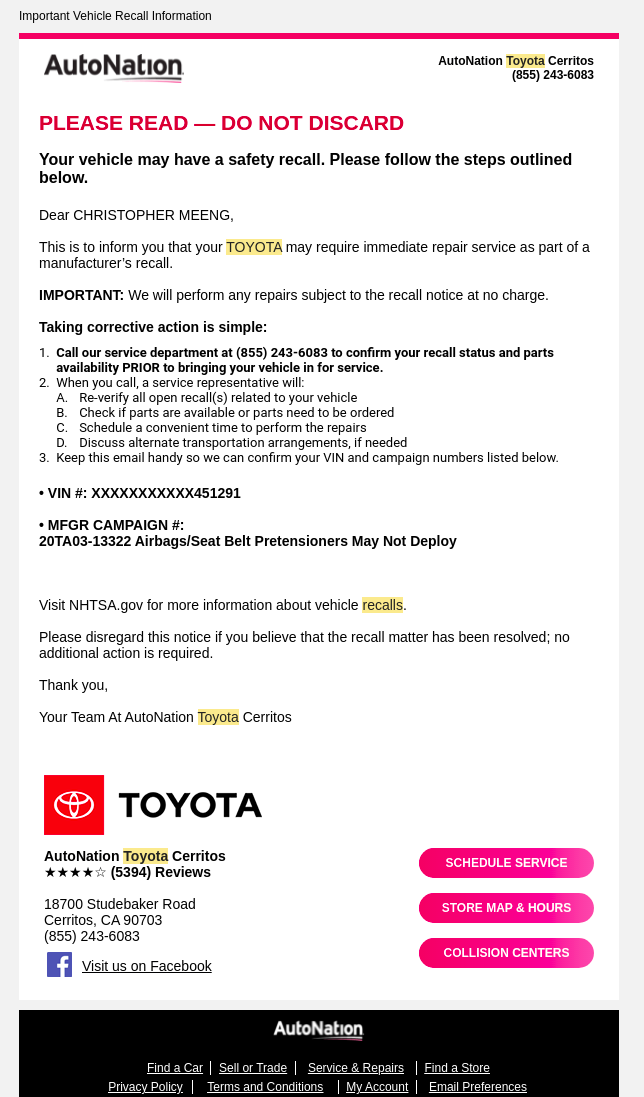 Important Vehicle Recall Information
AutoNation
AutoNation Toyota Cerritos
(855) 243-6083
PLEASE READ — DO NOT DISCARD
Your vehicle may have a safety recall. Please follow the steps outlined
below.
Dear CHRISTOPHER MEENG,
This is to inform you that your TOYOTA may require immediate repair service as part of a
manufacturer’s recall.
IMPORTANT: We will perform any repairs subject to the recall notice at no charge.
Taking corrective action is simple:
1. Call our service department at (855) 243-6083 to confirm your recall status and parts
availability PRIOR to bringing your vehicle in for service.
2. When you call, a service representative will:
A. Re-verify all open recall(s) related to your vehicle
B. Check if parts are available or parts need to be ordered
C. Schedule a convenient time to perform the repairs
D. Discuss alternate transportation arrangements, if needed
3. Keep this email handy so we can confirm your VIN and campaign numbers listed below.
• VIN #: XXXXXXXXXXX451291
• MFGR CAMPAIGN #:
20TA03-13322 Airbags/Seat Belt Pretensioners May Not Deploy
Visit NHTSA.gov for more information about vehicle recalls.
Please disregard this notice if you believe that the recall matter has been resolved; no
additional action is required.
Thank you,
Your Team At AutoNation Toyota Cerritos
TOYOTA
AutoNation Toyota Cerritos
★★★★☆ (5394) Reviews
18700 Studebaker Road
Cerritos, CA 90703
(855) 243-6083
Visit us on Facebook
SCHEDULE SERVICE
STORE MAP & HOURS
COLLISION CENTERS
AutoNation
Find a Car | Sell or Trade | Service & Repairs | Find a Store
Privacy Policy | Terms and Conditions | My Account | Email Preferences